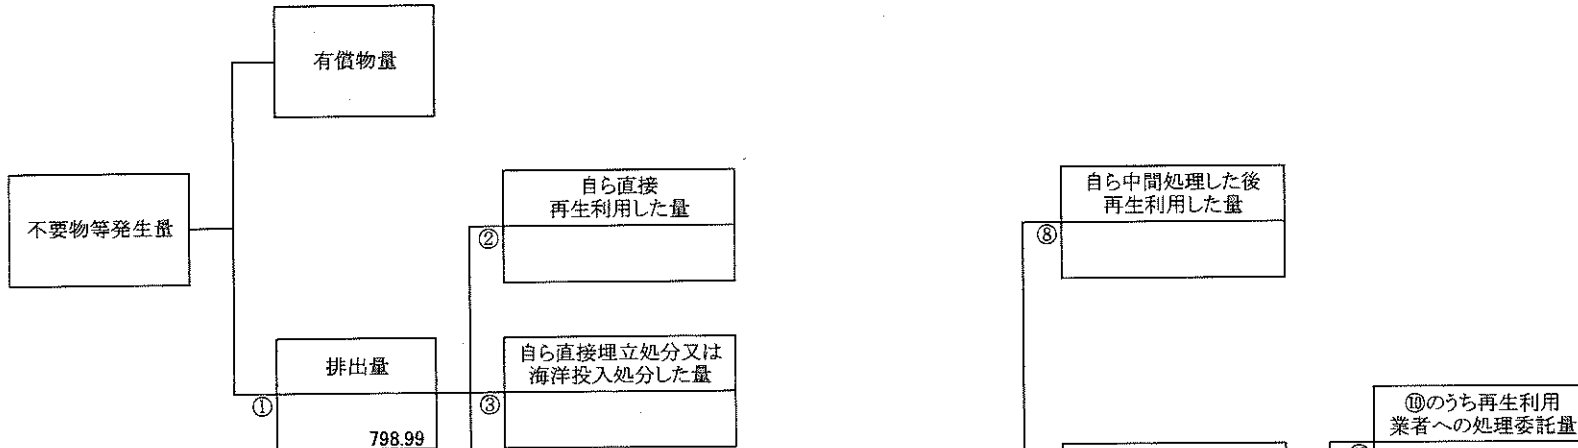 有償物量
不要物等発生量
自ら直接
再生利用した量
②
自ら中間処理した後
再生利用した量
⑧
排出量
①
798.99
自ら直接埋立処分又は
海洋投入処分した量
③
⑩のうち再生利用
業者への処理委託量